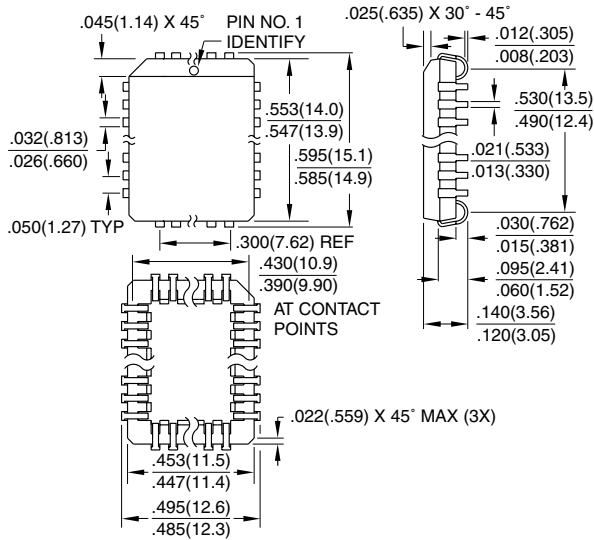 .045(1.14) X 45˚
PIN NO. 1
IDENTIFY
.025(.635) X 30˚ - 45˚
.012(.305)
.008(.203)
.553(14.0)
.547(13.9)
.595(15.1)
.585(14.9)
.032(.813)
.026(.660)
.530(13.5)
.490(12.4)
.021(.533)
.013(.330)
.050(1.27) TYP
.300(7.62) REF
.430(10.9)
.390(9.90)
AT CONTACT
POINTS
.030(.762)
.015(.381)
.095(2.41)
.060(1.52)
.140(3.56)
.120(3.05)
.022(.559) X 45˚ MAX (3X)
.453(11.5)
.447(11.4)
.495(12.6)
.485(12.3)